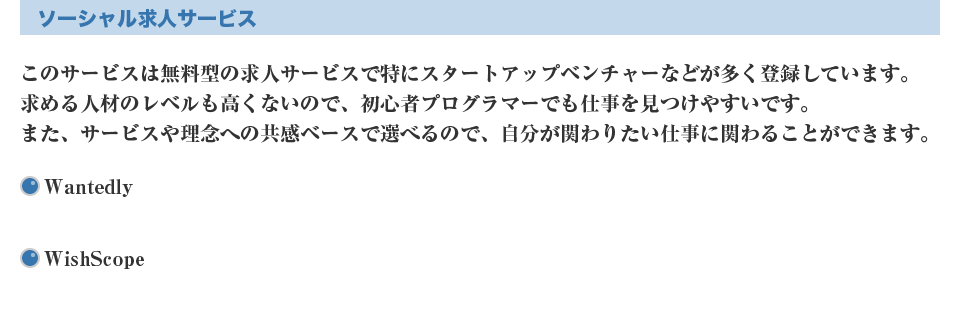 ソーシャル求人サービス
このサービスは無料型の求人サービスで特にスタートアップベンチャーなどが多く登録しています。
求める人材のレベルも高くないので、初心者プログラマーでも仕事を見つけやすいです。
また、サービスや理念への共感ベースで選べるので、自分が関わりたい仕事に関わることができます。
Wantedly
WishScope